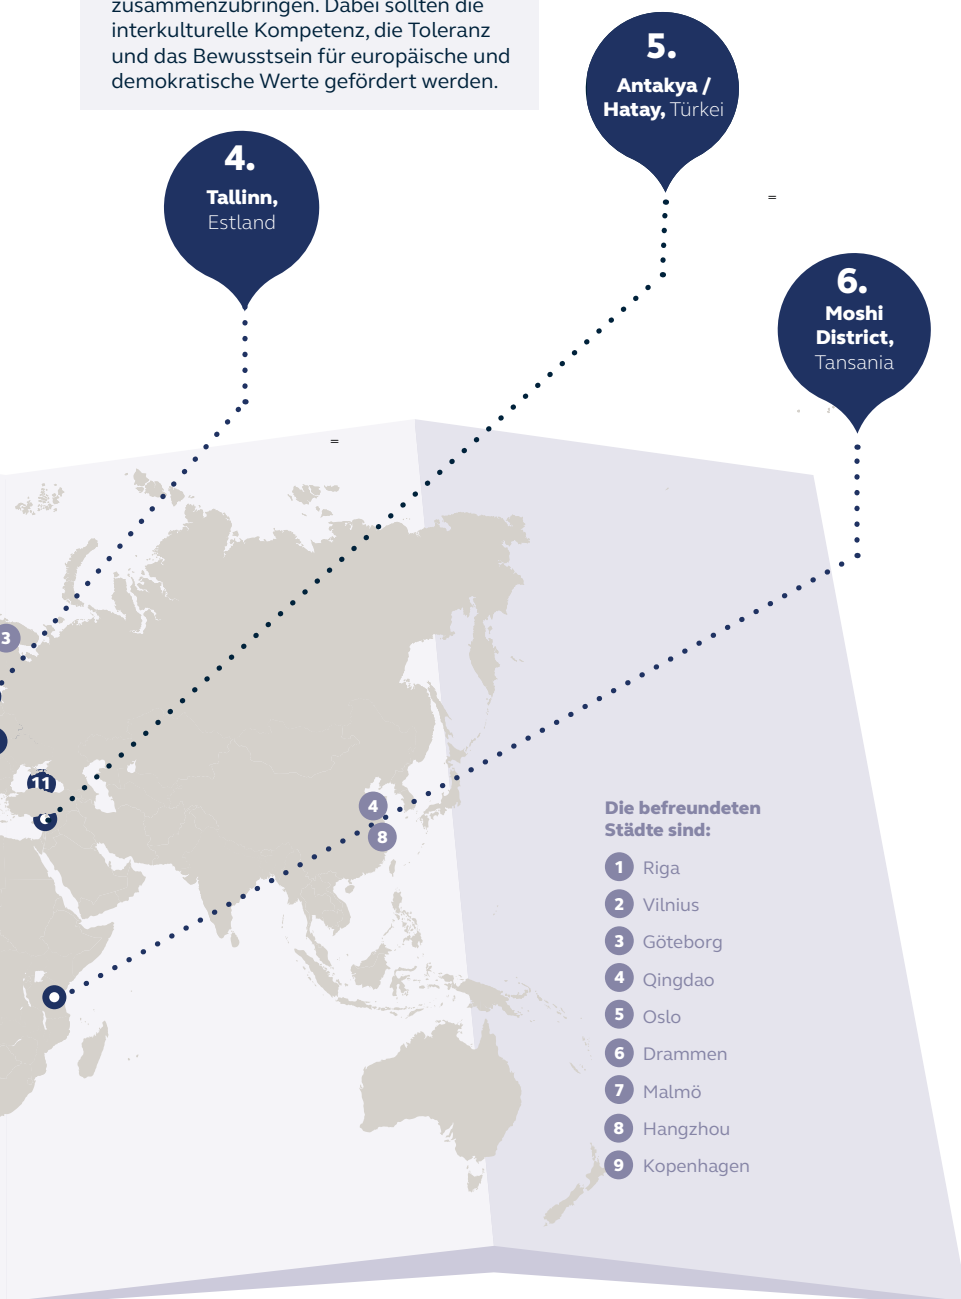 zusammenzubringen. Dabei sollten die
interkulturelle Kompetenz, die Toleranz
und das Bewusstsein für europäische und
demokratische Werte gefördert werden.
4.
Tallinn,
Estland
5.
Antakya /
Hatay, Türkei
=
6.
Moshi
District,
Tansania
=
3
11
4
8
Die befreundeten
Städte sind:
1 Riga
2 Vilnius
3 Göteborg
4 Qingdao
5 Oslo
6 Drammen
7 Malmö
8 Hangzhou
9 Kopenhagen